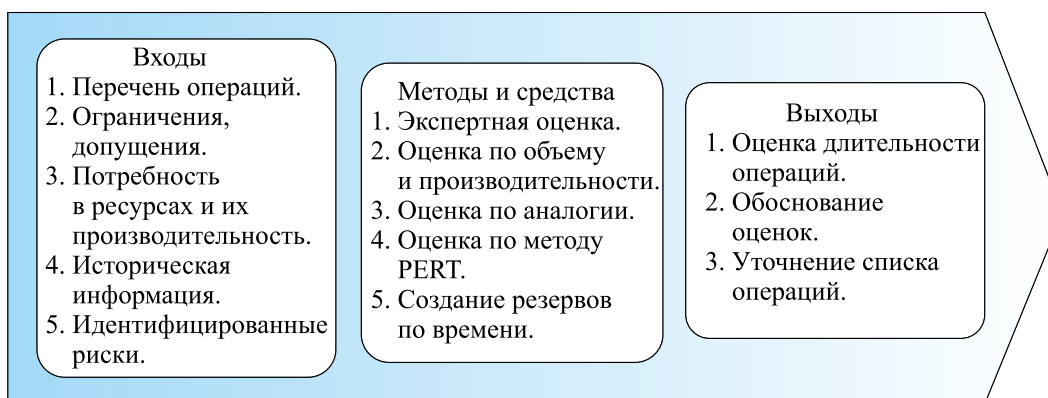 Входы
1. Перечень операций.
2. Ограничения,
допущения.
3. Потребность
в ресурсах и их
производительность.
4. Историческая
информация.
5. Идентифицированные
риски.
Методы и средства
1. Экспертная оценка.
2. Оценка по объему
и производительности.
3. Оценка по аналогии.
4. Оценка по методу
PERT.
5. Создание резервов
по времени.
Выходы
1. Оценка длительности
операций.
2. Обоснование
оценок.
3. Уточнение списка
операций.